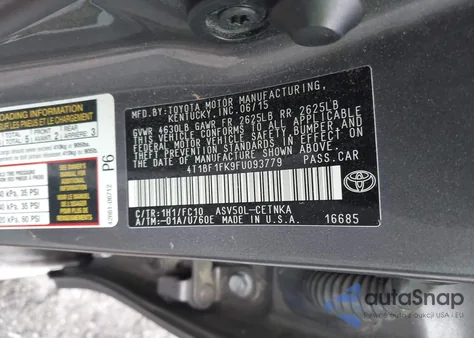 LOADING INFORMATION
P6
42661-06712
MFD.BY:TOYOTA MOTOR MANUFACTURING,
KENTUCKY, INC. 06/15
GVWR 4630LB GAWR FR 2625LB RR 2625LB
THIS VEHICLE CONFORMS TO ALL APPLICABLE
FEDERAL MOTOR VEHICLE SAFETY, BUMPER AND
THEFT PREVENTION STANDARDS IN EFFECT ON
THE DATE OF MANUFACTURE SHOWN ABOVE.
4T1BF1FK9FU093779 PASS.CAR
C/TR:1H1/FC10 ASV50L-CETNKA
A/TM:-01A/U760E MADE IN U.S.A. 16685
TOYOTA
autoSnap